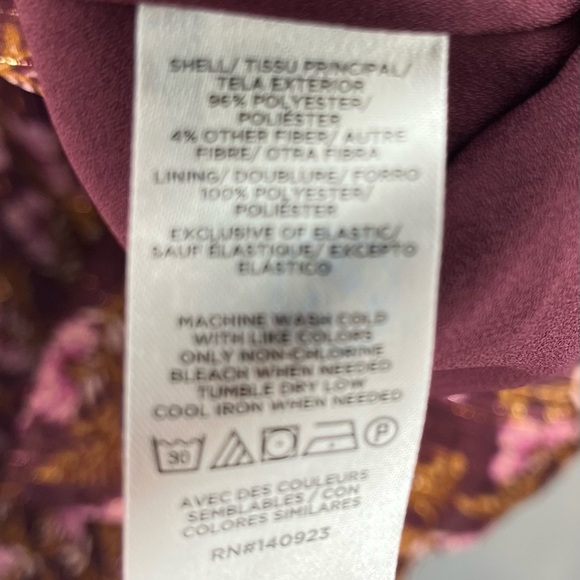 SHELL/ TISSU PRINCIPAL/
TELA EXTERIOR
96% POLYESTER/
POLIÉSTER
4% OTHER FIBER/ AUTRE
FIBRE/ OTRA FIBRA
LINING/ DOUBLURE/ FORRO
100% POLYESTER/
POLIÉSTER
EXCLUSIVE OF ELASTIC/
SAUF ÉLASTIQUE/ EXCEPTO
ELÁSTICO
MACHINE WASH COLD
WITH LIKE COLORS
ONLY NON-CHLORINE
BLEACH WHEN NEEDED
TUMBLE DRY LOW
COOL IRON WHEN NEEDED
30 P
AVEC DES COULEURS
SEMBLABLES / CON
COLORES SIMILARES
RN#140923